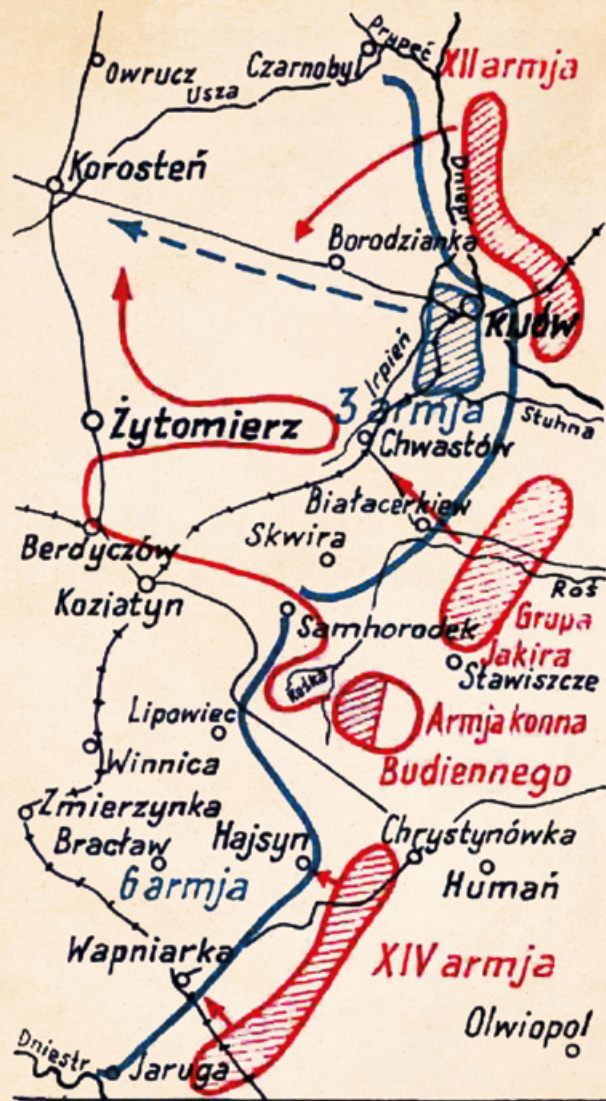 Prypeć
Czarnobyl
XII armja
Owrucz
Usza
Korosteń
Dniepr
Borodzianka
KIJÓW
Irpień
3 armja
Stuhna
Żytomierz
Chwastów
Białacerkiew
Skwira
Berdyczów
Roś
Koziatyn
Grupa
Samhorodek
Jakira
Stawiszcze
Lipowiec
Armja konna
Winnica
Budiennego
Żmierzynka
Chrystynówka
Bracław
Hajsyn
Humań
6 armja
Wapniarka
XIV armja
Olwiopol
Dniestr
Jaruga